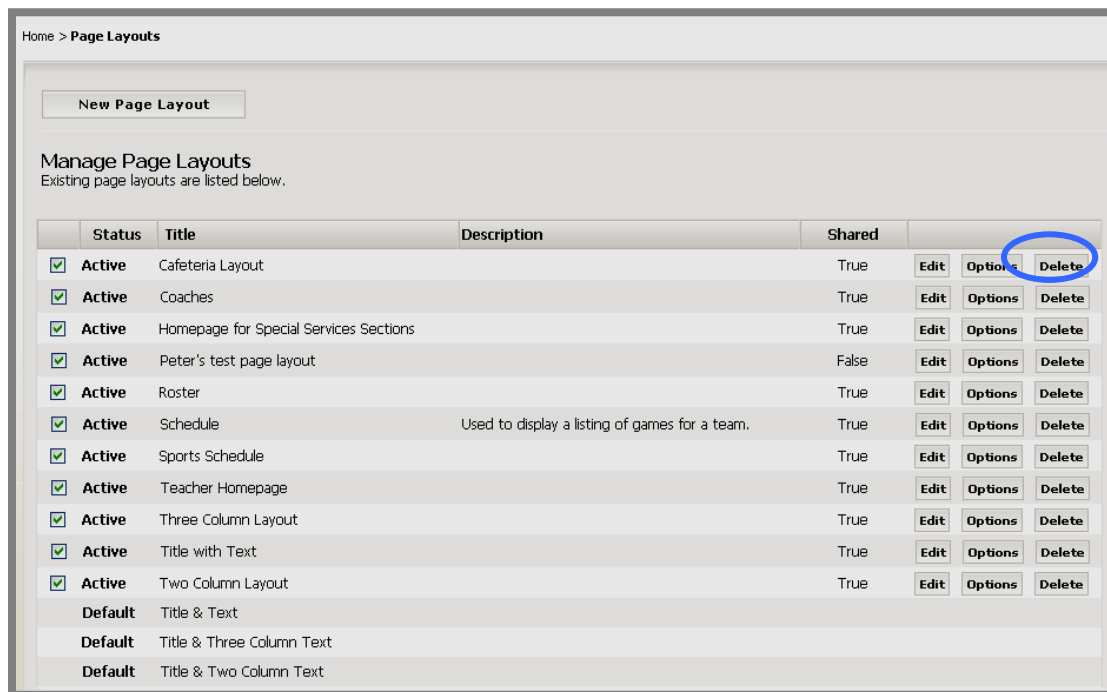 Home > Page Layouts
New Page Layout
Manage Page Layouts
Existing page layouts are listed below.
Status Title Description Shared
Active Cafeteria Layout True Edit Options Delete
Active Coaches True Edit Options Delete
Active Homepage for Special Services Sections True Edit Options Delete
Active Peter's test page layout False Edit Options Delete
Active Roster True Edit Options Delete
Active Schedule Used to display a listing of games for a team. True Edit Options Delete
Active Sports Schedule True Edit Options Delete
Active Teacher Homepage True Edit Options Delete
Active Three Column Layout True Edit Options Delete
Active Title with Text True Edit Options Delete
Active Two Column Layout True Edit Options Delete
Default Title & Text
Default Title & Three Column Text
Default Title & Two Column Text